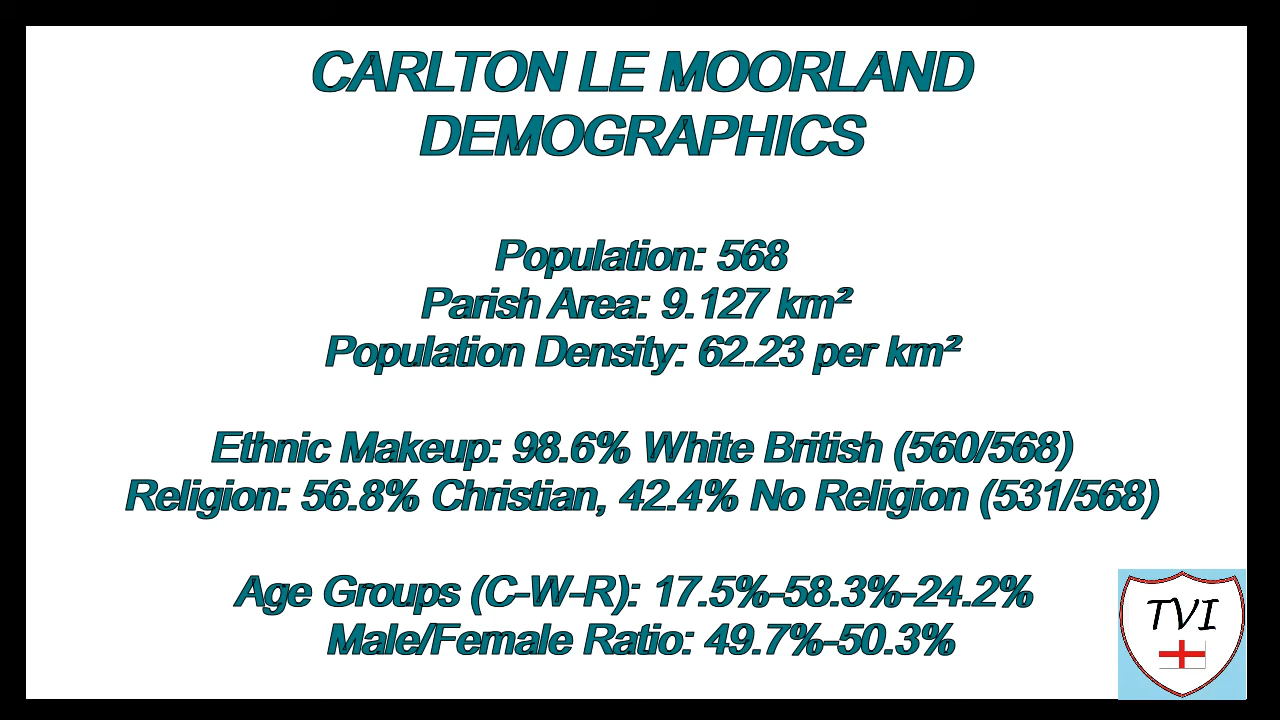 CARLTON LE MOORLAND
DEMOGRAPHICS
Population: 568
Parish Area: 9.127 km²
Population Density: 62.23 per km²
Ethnic Makeup: 98.6% White British (560/568)
Religion: 56.8% Christian, 42.4% No Religion (531/568)
Age Groups (C-W-R): 17.5%-58.3%-24.2%
Male/Female Ratio: 49.7%-50.3%
TVI